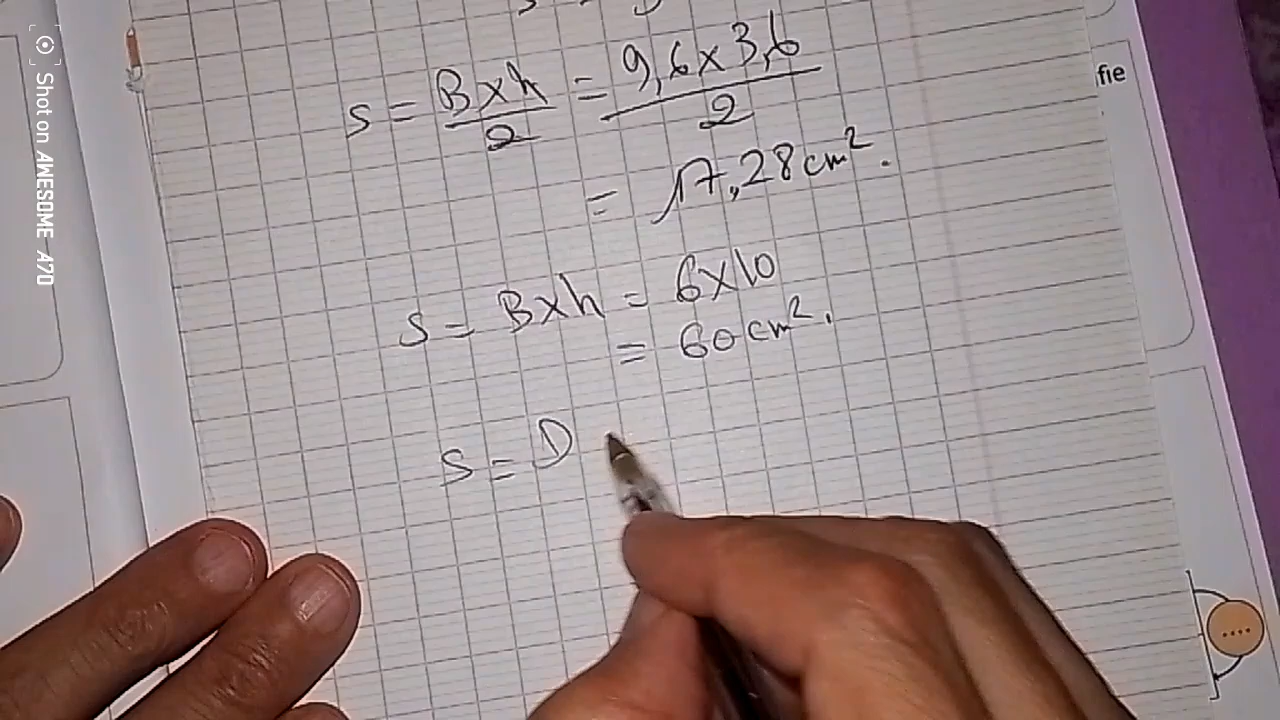 S = B x h / 2 = 9,6 x 3,6 / 2
= 17,28 cm².
S = B x h = 6 x 10
= 60 cm².
S = D
fie
Shot on AWESOME A70